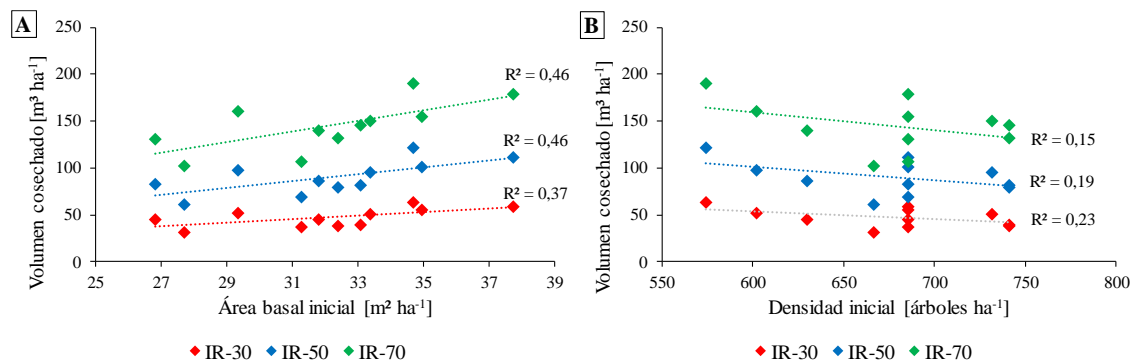 A
Volumen cosechado [m³ ha⁻¹]
250
200
150
100
50
0
25
27
29
31
33
35
37
39
Área basal inicial [m² ha⁻¹]
R² = 0,46
R² = 0,46
R² = 0,37
IR-30 IR-50 IR-70
B
Volumen cosechado [m³ ha⁻¹]
250
200
150
100
50
0
550
600
650
700
750
800
Densidad inicial [árboles ha⁻¹]
R² = 0,15
R² = 0,19
R² = 0,23
IR-30 IR-50 IR-70